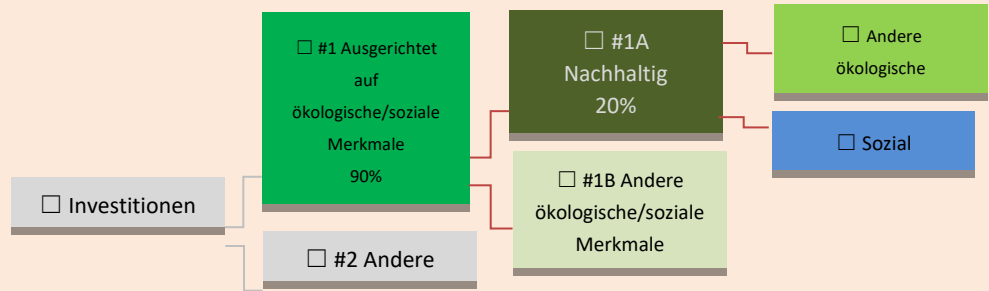 ☐ Investitionen
☐ #1 Ausgerichtet
auf
ökologische/soziale
Merkmale
90%
☐ #2 Andere
☐ #1A
Nachhaltig
20%
☐ #1B Andere
ökologische/soziale
Merkmale
☐ Andere
ökologische
☐ Sozial